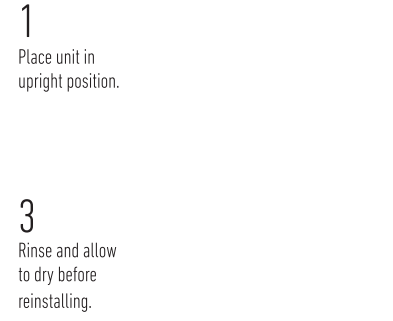 1
Place unit in
upright position.
3
Rinse and allow
to dry before
reinstalling.